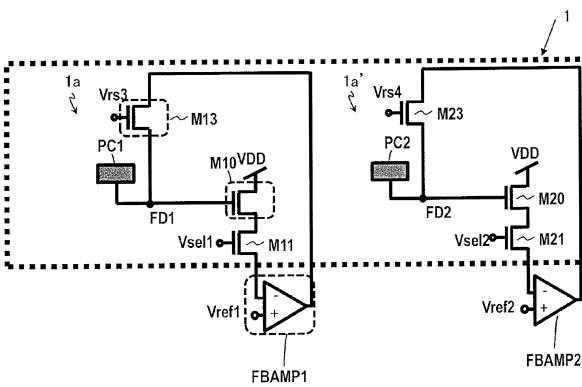 1
1a
1a'
Vrs3
M13
Vrs4
M23
PC1
PC2
M10
VDD
VDD
M20
FD1
FD2
Vsel1
M11
Vsel2
M21
-
+
Vref1
-
+
Vref2
FBAMP1
FBAMP2